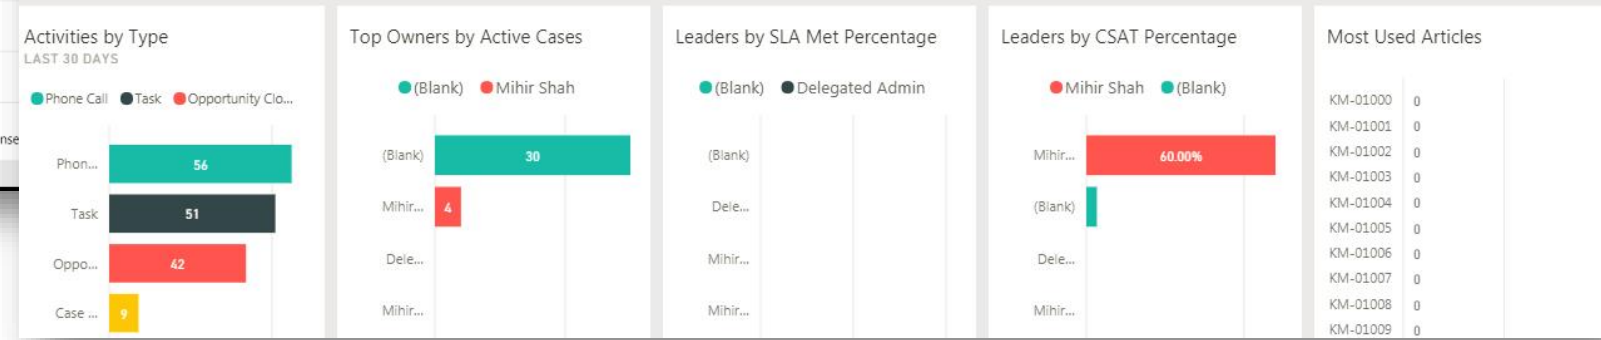 Activities by Type
LAST 30 DAYS
Phone Call Task Opportunity Clo...
Phon... 56
Task 51
Oppo... 42
Case ... 9
Top Owners by Active Cases
(Blank) Mihir Shah
(Blank) 30
Mihir... 4
Dele...
Mihir...
Leaders by SLA Met Percentage
(Blank) Delegated Admin
(Blank)
Dele...
Mihir...
Mihir...
Leaders by CSAT Percentage
Mihir Shah (Blank)
Mihir... 60.00%
(Blank)
Dele...
Mihir...
Most Used Articles
KM-01000 0
KM-01001 0
KM-01002 0
KM-01003 0
KM-01004 0
KM-01005 0
KM-01006 0
KM-01007 0
KM-01008 0
KM-01009 0